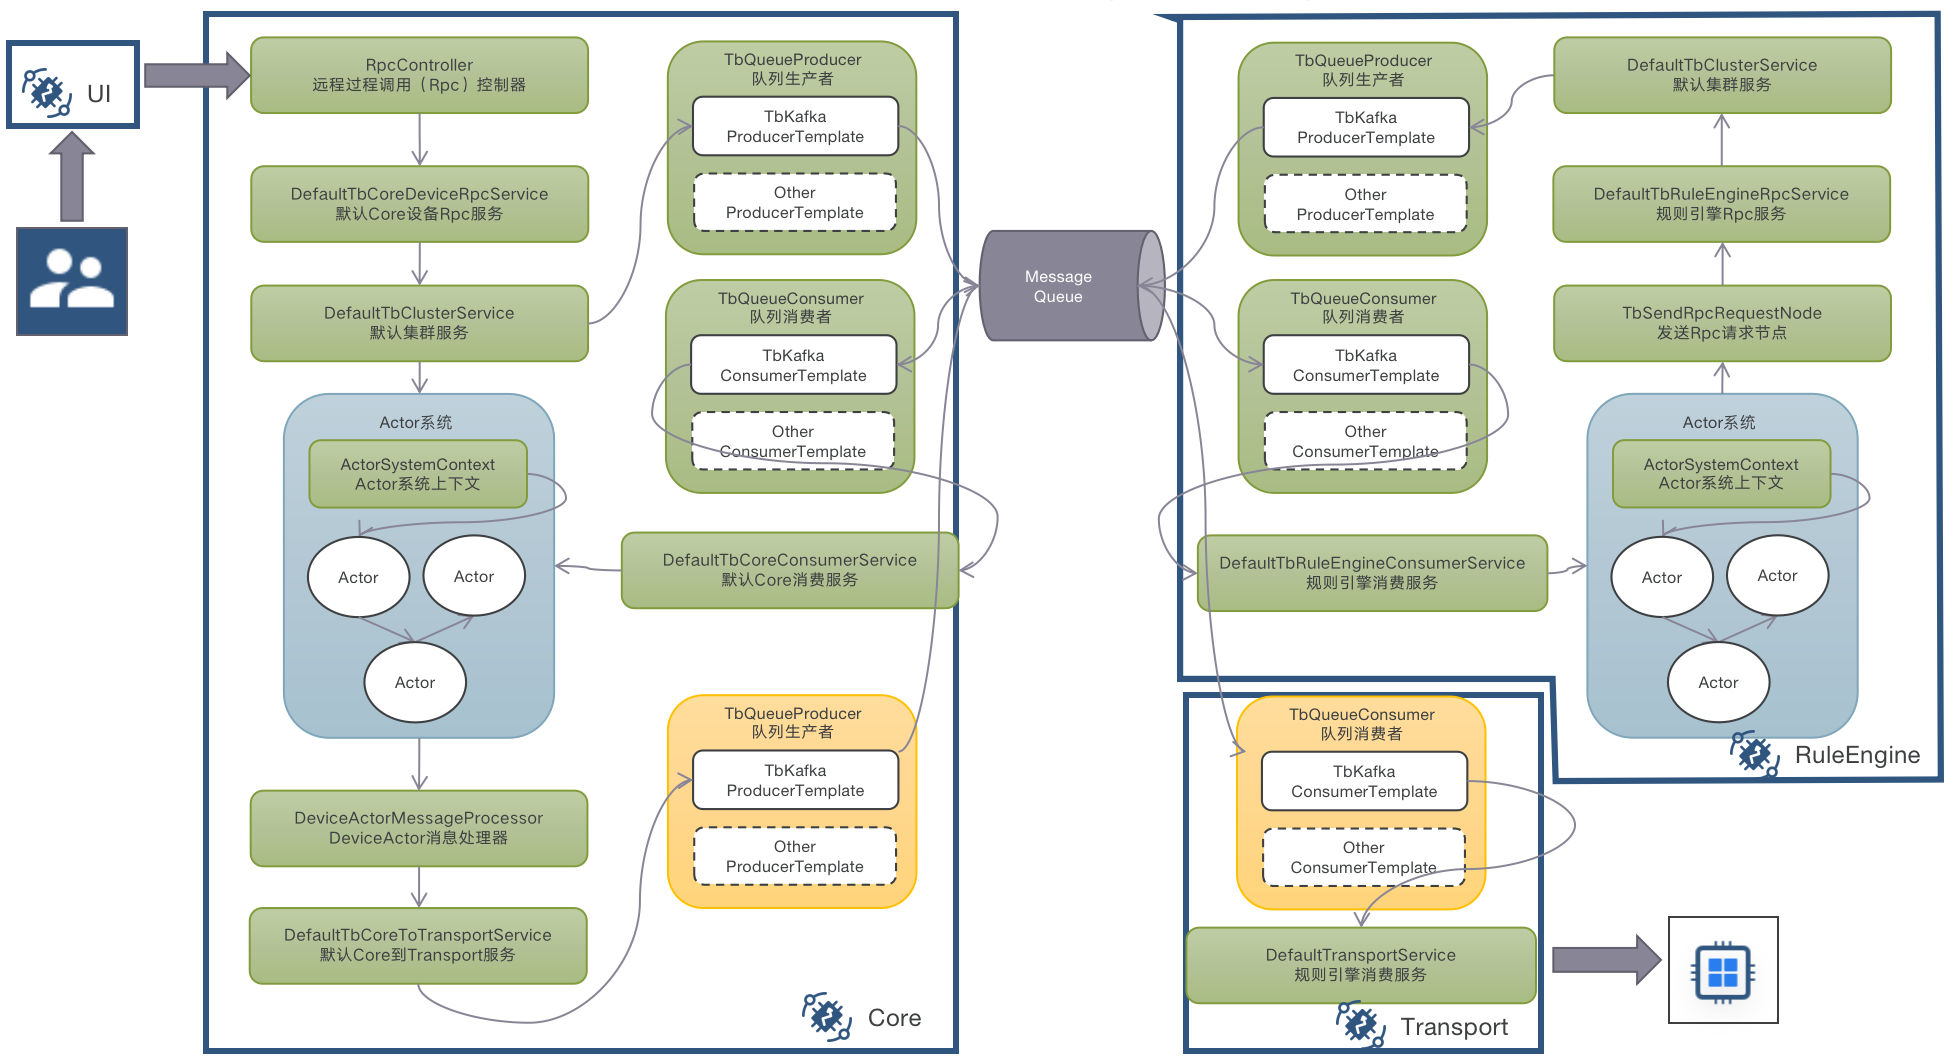 UI
RpcController
远程过程调用（Rpc）控制器
DefaultTbCoreDeviceRpcService
默认Core设备Rpc服务
DefaultTbClusterService
默认集群服务
Actor系统
ActorSystemContext
Actor系统上下文
Actor
Actor
Actor
DeviceActorMessageProcessor
DeviceActor消息处理器
DefaultTbCoreToTransportService
默认Core到Transport服务
TbQueueProducer
队列生产者
TbKafka
ProducerTemplate
Other
ProducerTemplate
TbQueueConsumer
队列消费者
TbKafka
ConsumerTemplate
Other
ConsumerTemplate
DefaultTbCoreConsumerService
默认Core消费服务
TbQueueProducer
队列生产者
TbKafka
ProducerTemplate
Other
ProducerTemplate
Core
Message
Queue
TbQueueProducer
队列生产者
TbKafka
ProducerTemplate
Other
ProducerTemplate
TbQueueConsumer
队列消费者
TbKafka
ConsumerTemplate
Other
ConsumerTemplate
DefaultTbRuleEngineConsumerService
规则引擎消费服务
DefaultTbClusterService
默认集群服务
DefaultTbRuleEngineRpcService
规则引擎Rpc服务
TbSendRpcRequestNode
发送Rpc请求节点
Actor系统
ActorSystemContext
Actor系统上下文
Actor
Actor
Actor
RuleEngine
TbQueueConsumer
队列消费者
TbKafka
ConsumerTemplate
Other
ConsumerTemplate
DefaultTransportService
规则引擎消费服务
Transport